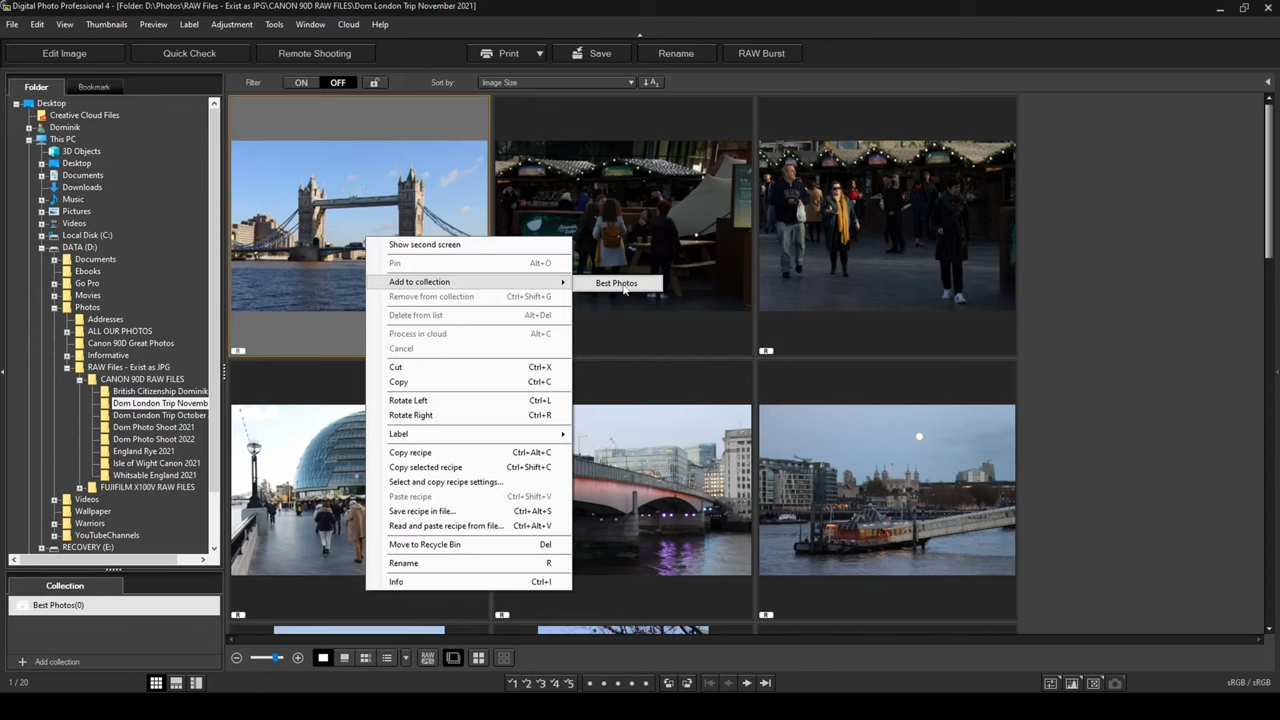 Digital Photo Professional 4 - [Folder: D:\Photos\RAW Files - Exist as JPG\CANON 90D RAW FILES\Dom London Trip November 2021]
File Edit View Thumbnails Preview Label Adjustment Tools Window Cloud Help
Edit Image Quick Check Remote Shooting Print Save Rename RAW Burst
Folder Bookmark
Filter ON OFF Sort by: Image Size
Desktop
Creative Cloud Files
Dominik
This PC
3D Objects
Desktop
Documents
Downloads
Music
Pictures
Videos
Local Disk (C:)
DATA (D:)
Documents
Ebooks
Go Pro
Movies
Photos
Addresses
ALL OUR PHOTOS
Canon 90D Great Photos
Informative
RAW Files - Exist as JPG
CANON 90D RAW FILES
British Citizenship Dominik
Dom London Trip Novemb
Dom London Trip October
Dom Photo Shoot 2021
Dom Photo Shoot 2022
England Rye 2021
Isle of Wight Canon 2021
Whitsable England 2021
FUJIFILM X100V RAW FILES
Videos
Wallpaper
Warriors
YouTubeChannels
RECOVERY (E:)
Collection
Best Photos(0)
Add collection
1 / 20
Show second screen
Pin Alt+O
Add to collection
Best Photos
Remove from collection Ctrl+Shift+G
Delete from list Alt+Del
Process in cloud Alt+C
Cancel
Cut Ctrl+X
Copy Ctrl+C
Rotate Left Ctrl+L
Rotate Right Ctrl+R
Label
Copy recipe Ctrl+Alt+C
Copy selected recipe Ctrl+Shift+C
Select and copy recipe settings...
Paste recipe Ctrl+Shift+V
Save recipe in file... Ctrl+Alt+S
Read and paste recipe from file... Ctrl+Alt+V
Move to Recycle Bin Del
Rename R
Info Ctrl+I
R R
R R R
RAW JPEG
1 2 3 4 5
sRGB / sRGB